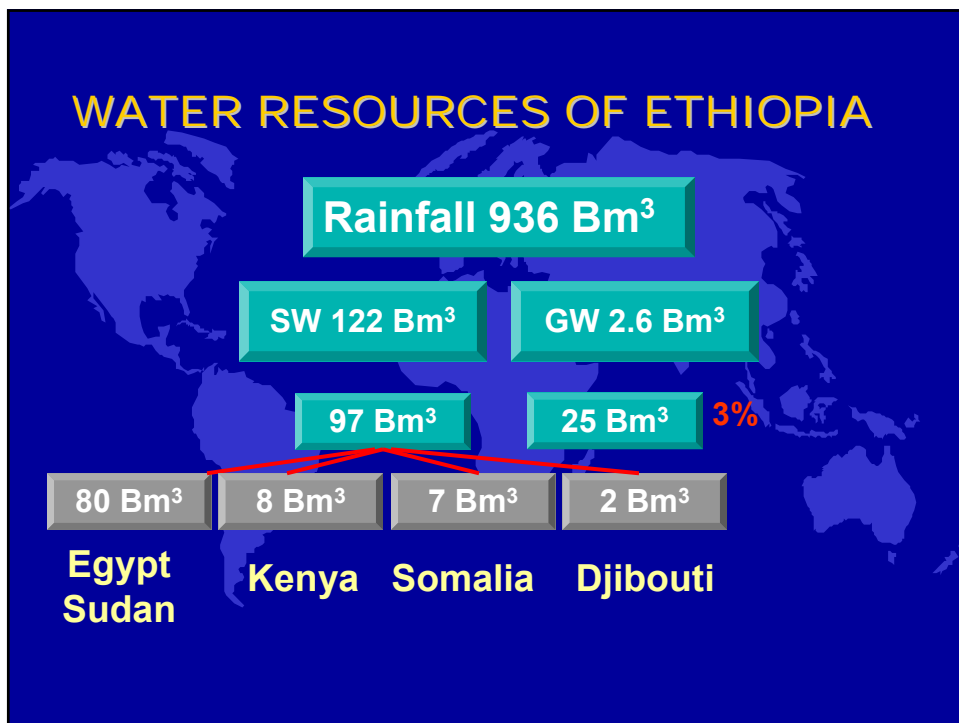 WATER RESOURCES OF ETHIOPIA
Rainfall 936 Bm³
SW 122 Bm³
GW 2.6 Bm³
97 Bm³
25 Bm³
3%
80 Bm³
8 Bm³
7 Bm³
2 Bm³
Egypt
Sudan
Kenya
Somalia
Djibouti